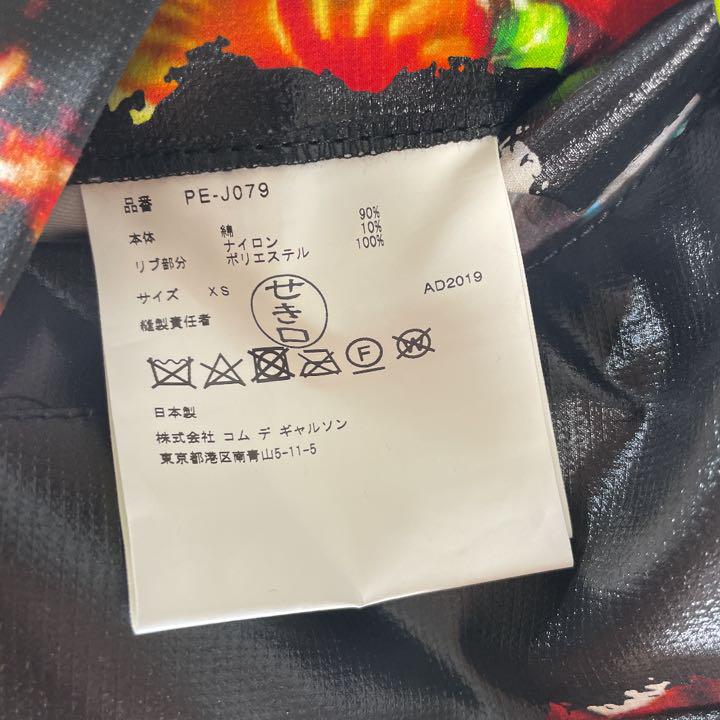 品番 PE-J079
本体 綿 90%
ナイロン 10%
リブ部分 ポリエステル 100%
サイズ XS AD2019
縫製責任者 せき口
F W
日本製
株式会社 コム デ ギャルソン
東京都港区南青山5-11-5